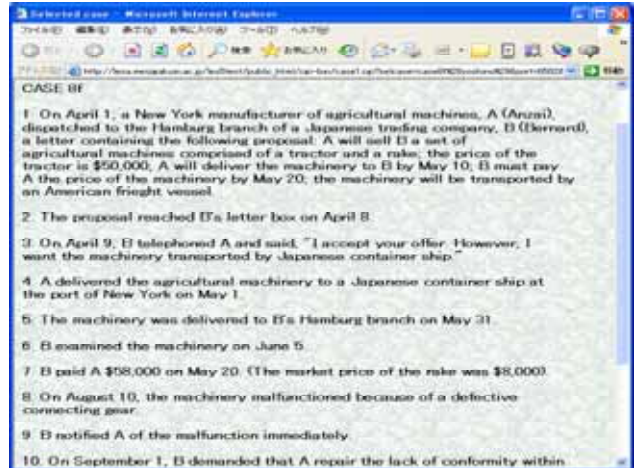 Selected case - Microsoft Internet Explorer
CASE 8f
1. On April 1, a New York manufacturer of agricultural machines, A (Anzai),
dispatched to the Hamburg branch of a Japanese trading company, B (Bernard),
a letter containing the following proposal: A will sell B a set of
agricultural machines comprised of a tractor and a rake; the price of the
tractor is $50,000; A will deliver the machinery to B by May 10; B must pay
A the price of the machinery by May 20; the machinery will be transported by
an American frieght vessel.
2. The proposal reached B's letter box on April 8.
3. On April 9, B telephoned A and said, "I accept your offer. However, I
want the machinery transported by Japanese container ship."
4. A delivered the agricultural machinery to a Japanese container ship at
the port of New York on May 1.
5. The machinery was delivered to B's Hamburg branch on May 31.
6. B examined the machinery on June 5.
7. B paid A $58,000 on May 20. (The market price of the rake was $8,000).
8. On August 10, the machinery malfunctioned because of a defective
connecting gear.
9. B notified A of the malfunction immediately.
10. On September 1, B demanded that A repair the lack of conformity within